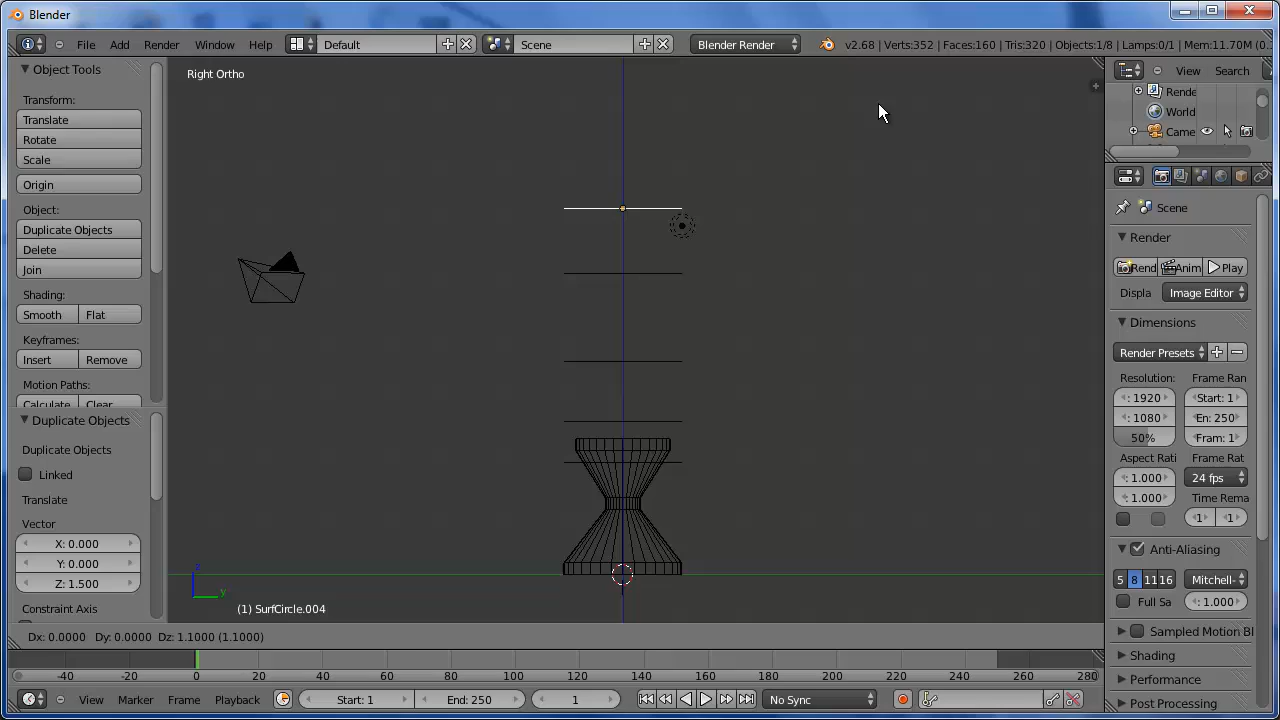 Blender
File Add Render Window Help Default Scene Blender Render v2.68 | Verts:352 | Faces:160 | Tris:320 | Objects:1/8 | Lamps:0/1 | Mem:11.70M (0.
Object Tools
Transform:
Translate
Rotate
Scale
Origin
Object:
Duplicate Objects
Delete
Join
Shading:
Smooth Flat
Keyframes:
Insert Remove
Motion Paths:
Calculate Clear
Duplicate Objects
Duplicate Objects
Linked
Translate
Vector
X: 0.000
Y: 0.000
Z: 1.500
Constraint Axis
Right Ortho
z
y
(1) SurfCircle.004
Dx: 0.0000 Dy: 0.0000 Dz: 1.1000 (1.1000)
View Search
Rende
World
Came
Scene
Render
Rend Anim Play
Displa Image Editor
Dimensions
Render Presets
Resolution: Frame Ran
: 1920 Start: 1
: 1080 En: 250
50% Fram: 1
Aspect Rati Frame Rat
: 1.000 24 fps
: 1.000 Time Rema
1 1
Anti-Aliasing
5 8 11 16 Mitchell-
Full Sa : 1.000
Sampled Motion Bl
Shading
Performance
Post Processing
-40 -20 0 20 40 60 80 100 120 140 160 180 200 220 240 260 280
View Marker Frame Playback Start: 1 End: 250 1 No Sync